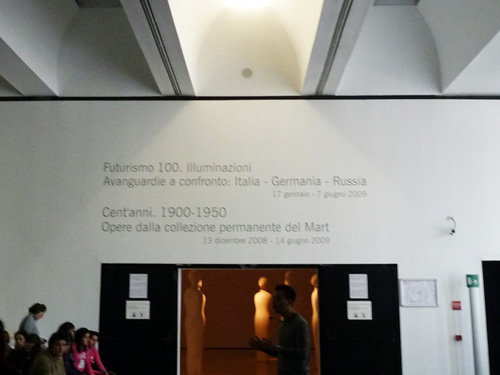 Futurismo 100. Illuminazioni
Avanguardie a confronto: Italia - Germania - Russia
17 gennaio - 7 giugno 2009
Cent'anni. 1900-1950
Opere dalla collezione permanente del Mart
13 dicembre 2008 - 14 giugno 2009